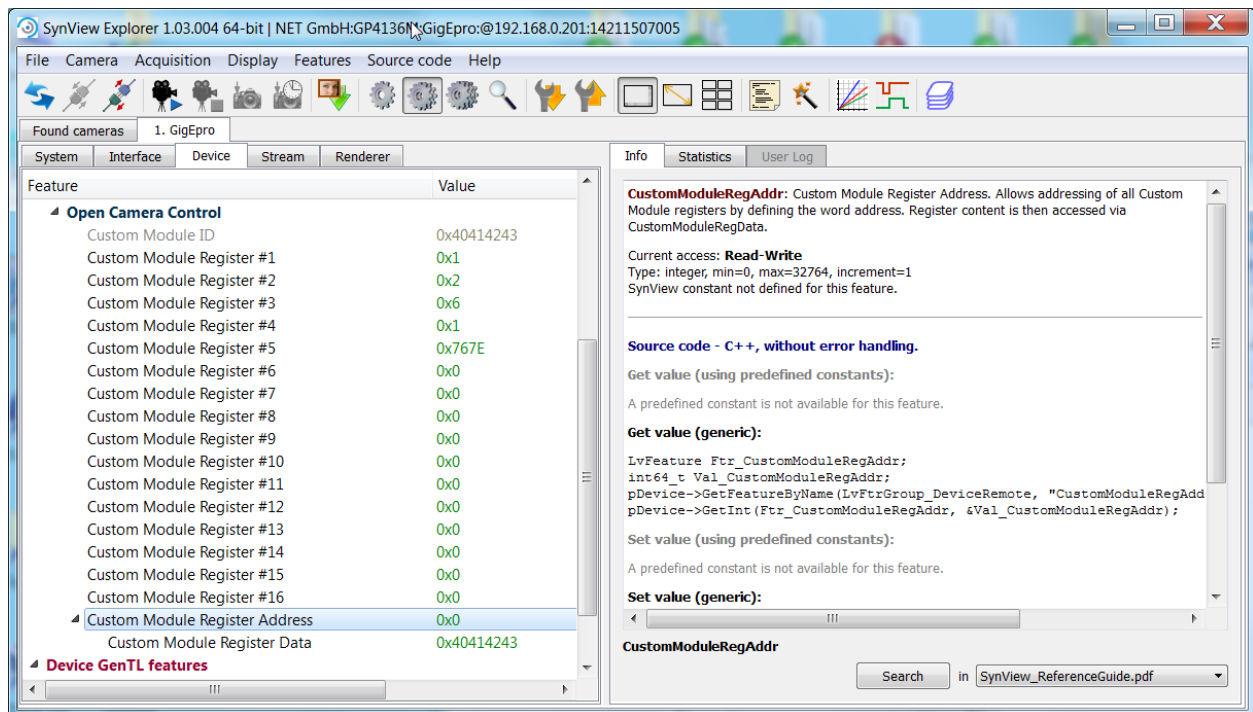 SynView Explorer 1.03.004 64-bit | NET GmbH:GP4136M:GigEpro:@192.168.0.201:14211507005
File Camera Acquisition Display Features Source code Help
Found cameras 1. GigEpro
System Interface Device Stream Renderer
Feature Value
Open Camera Control
Custom Module ID 0x40414243
Custom Module Register #1 0x1
Custom Module Register #2 0x2
Custom Module Register #3 0x6
Custom Module Register #4 0x1
Custom Module Register #5 0x767E
Custom Module Register #6 0x0
Custom Module Register #7 0x0
Custom Module Register #8 0x0
Custom Module Register #9 0x0
Custom Module Register #10 0x0
Custom Module Register #11 0x0
Custom Module Register #12 0x0
Custom Module Register #13 0x0
Custom Module Register #14 0x0
Custom Module Register #15 0x0
Custom Module Register #16 0x0
Custom Module Register Address 0x0
Custom Module Register Data 0x40414243
Device GenTL features
Info Statistics User Log
CustomModuleRegAddr: Custom Module Register Address. Allows addressing of all Custom
Module registers by defining the word address. Register content is then accessed via
CustomModuleRegData.
Current access: Read-Write
Type: integer, min=0, max=32764, increment=1
SynView constant not defined for this feature.
Source code - C++, without error handling.
Get value (using predefined constants):
A predefined constant is not available for this feature.
Get value (generic):
LvFeature Ftr_CustomModuleRegAddr;
int64_t Val_CustomModuleRegAddr;
pDevice->GetFeatureByName(LvFtrGroup_DeviceRemote, "CustomModuleRegAdd
pDevice->GetInt(Ftr_CustomModuleRegAddr, &Val_CustomModuleRegAddr);
Set value (using predefined constants):
A predefined constant is not available for this feature.
Set value (generic):
CustomModuleRegAddr
Search in SynView_ReferenceGuide.pdf